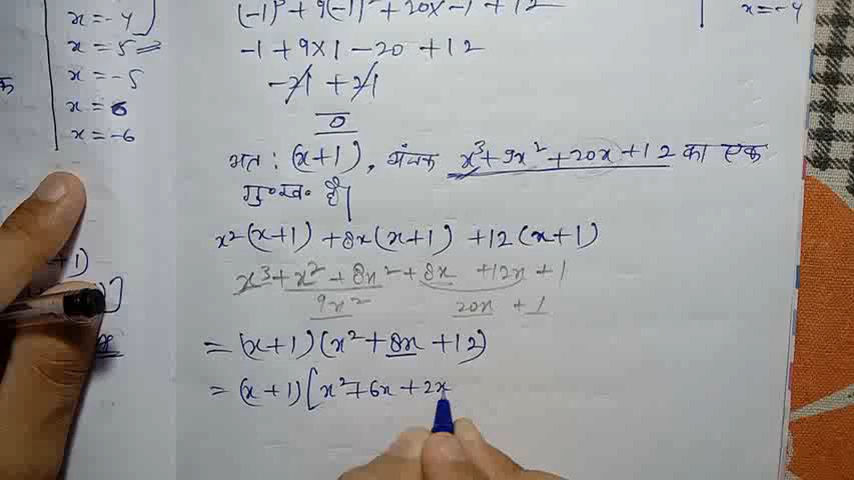 x = -4)
x = 5 ⇒
x = -5
x = 6
x = -6
x = -4
(-1)³ + 9(-1)² + 20x -1 + 12
-1 + 9x1 - 20 + 12
-21 + 21
0
अतः (x+1), x³ + 9x² + 20x + 12 का एक
गु०ख० है।
x²(x+1) + 8x(x+1) + 12(x+1)
x³ + x² + 8x² + 8x + 12x + 1
9x² 20x + 1
= (x+1)(x² + 8x + 12)
= (x+1)[x² + 6x + 2x
+1)
)]